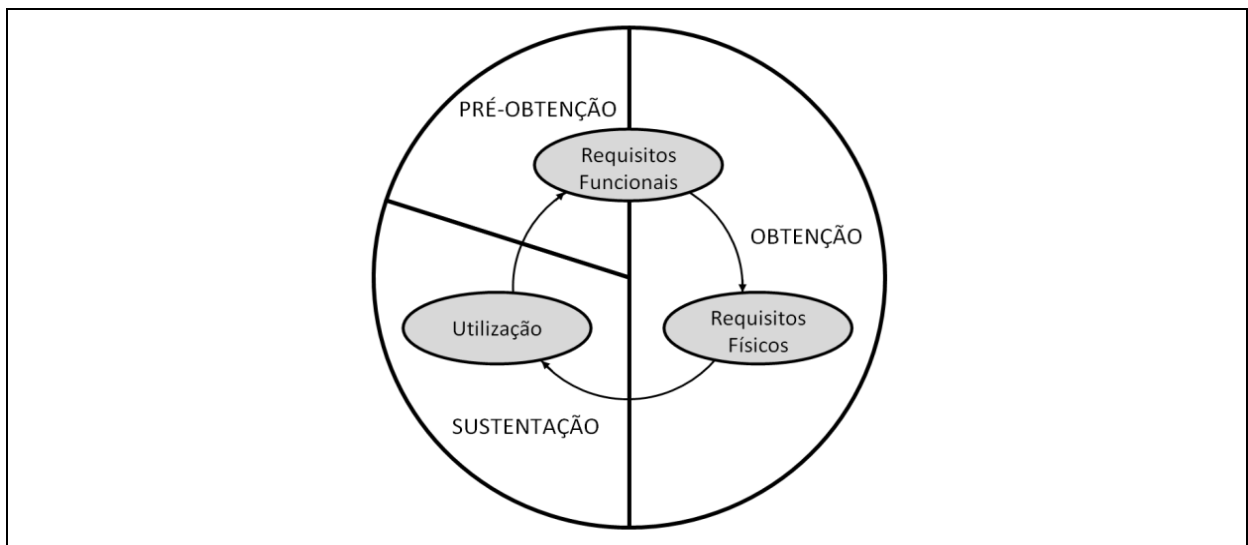 PRÉ-OBTENÇÃO
Requisitos
Funcionais
OBTENÇÃO
Requisitos
Físicos
Utilização
SUSTENTAÇÃO